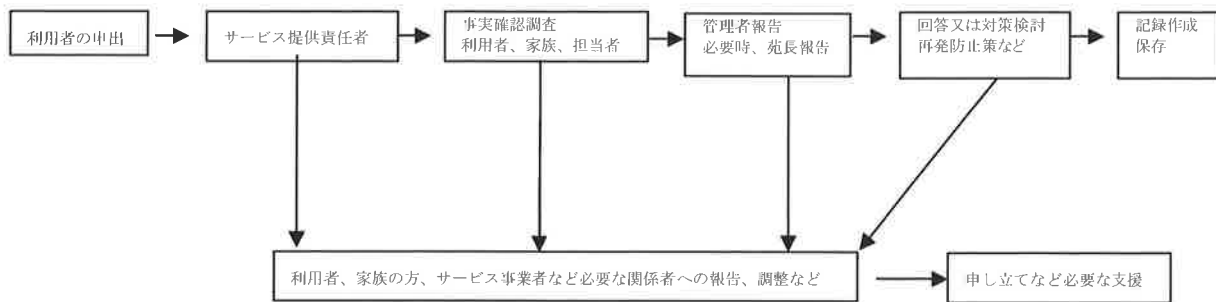 利用者の申出
サービス提供責任者
事実確認調査
利用者、家族、担当者
管理者報告
必要時、苑長報告
回答又は対策検討
再発防止策など
記録作成
保存
利用者、家族の方、サービス事業者など必要な関係者への報告、調整など
申し立てなど必要な支援